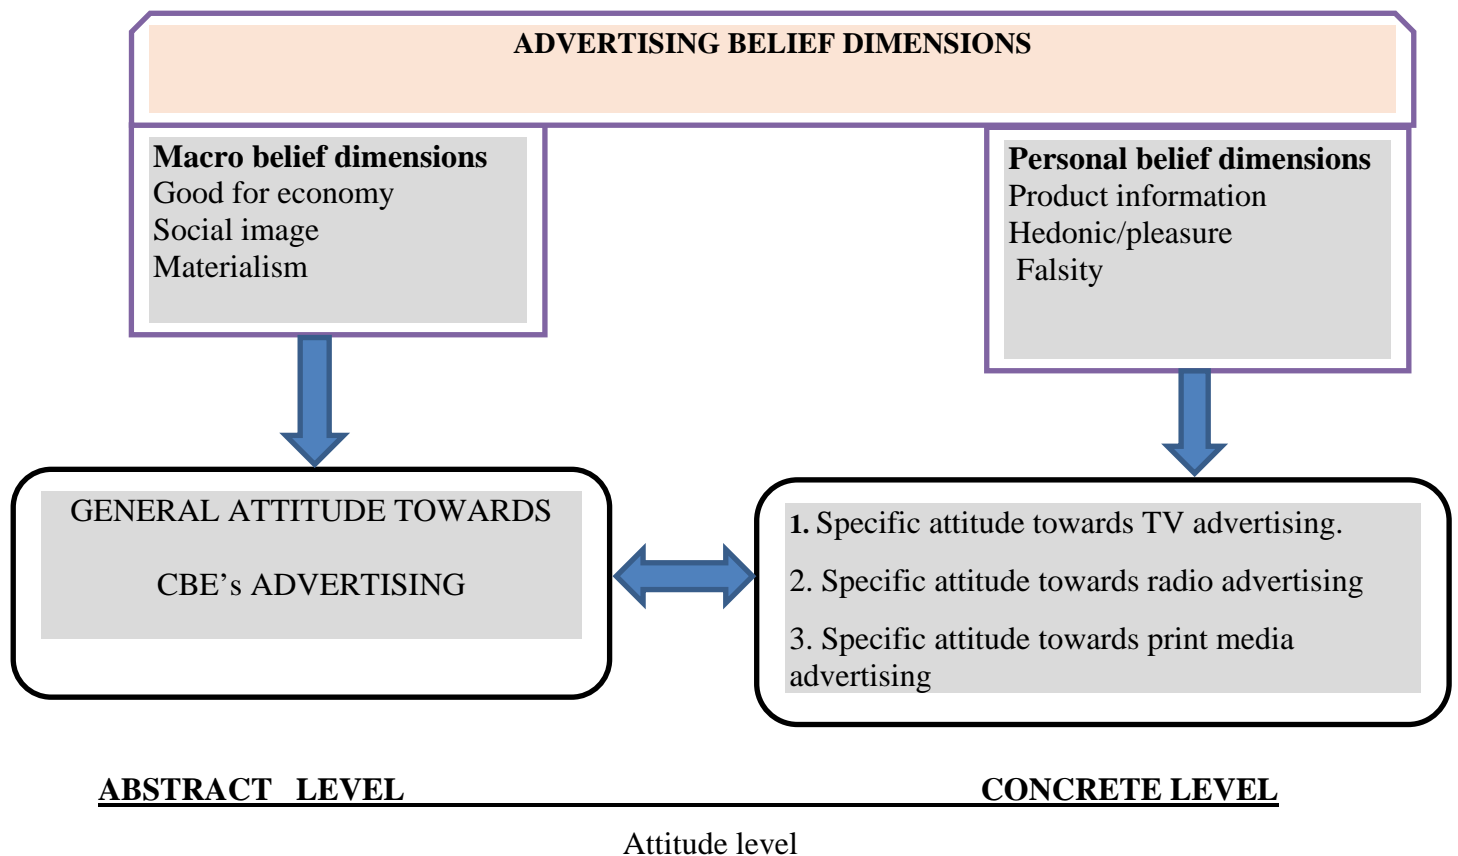 ADVERTISING BELIEF DIMENSIONS
Macro belief dimensions
Good for economy
Social image
Materialism
Personal belief dimensions
Product information
Hedonic/pleasure
Falsity
GENERAL ATTITUDE TOWARDS
CBE's ADVERTISING
1. Specific attitude towards TV advertising.
2. Specific attitude towards radio advertising
3. Specific attitude towards print media
advertising
ABSTRACT LEVEL CONCRETE LEVEL
Attitude level